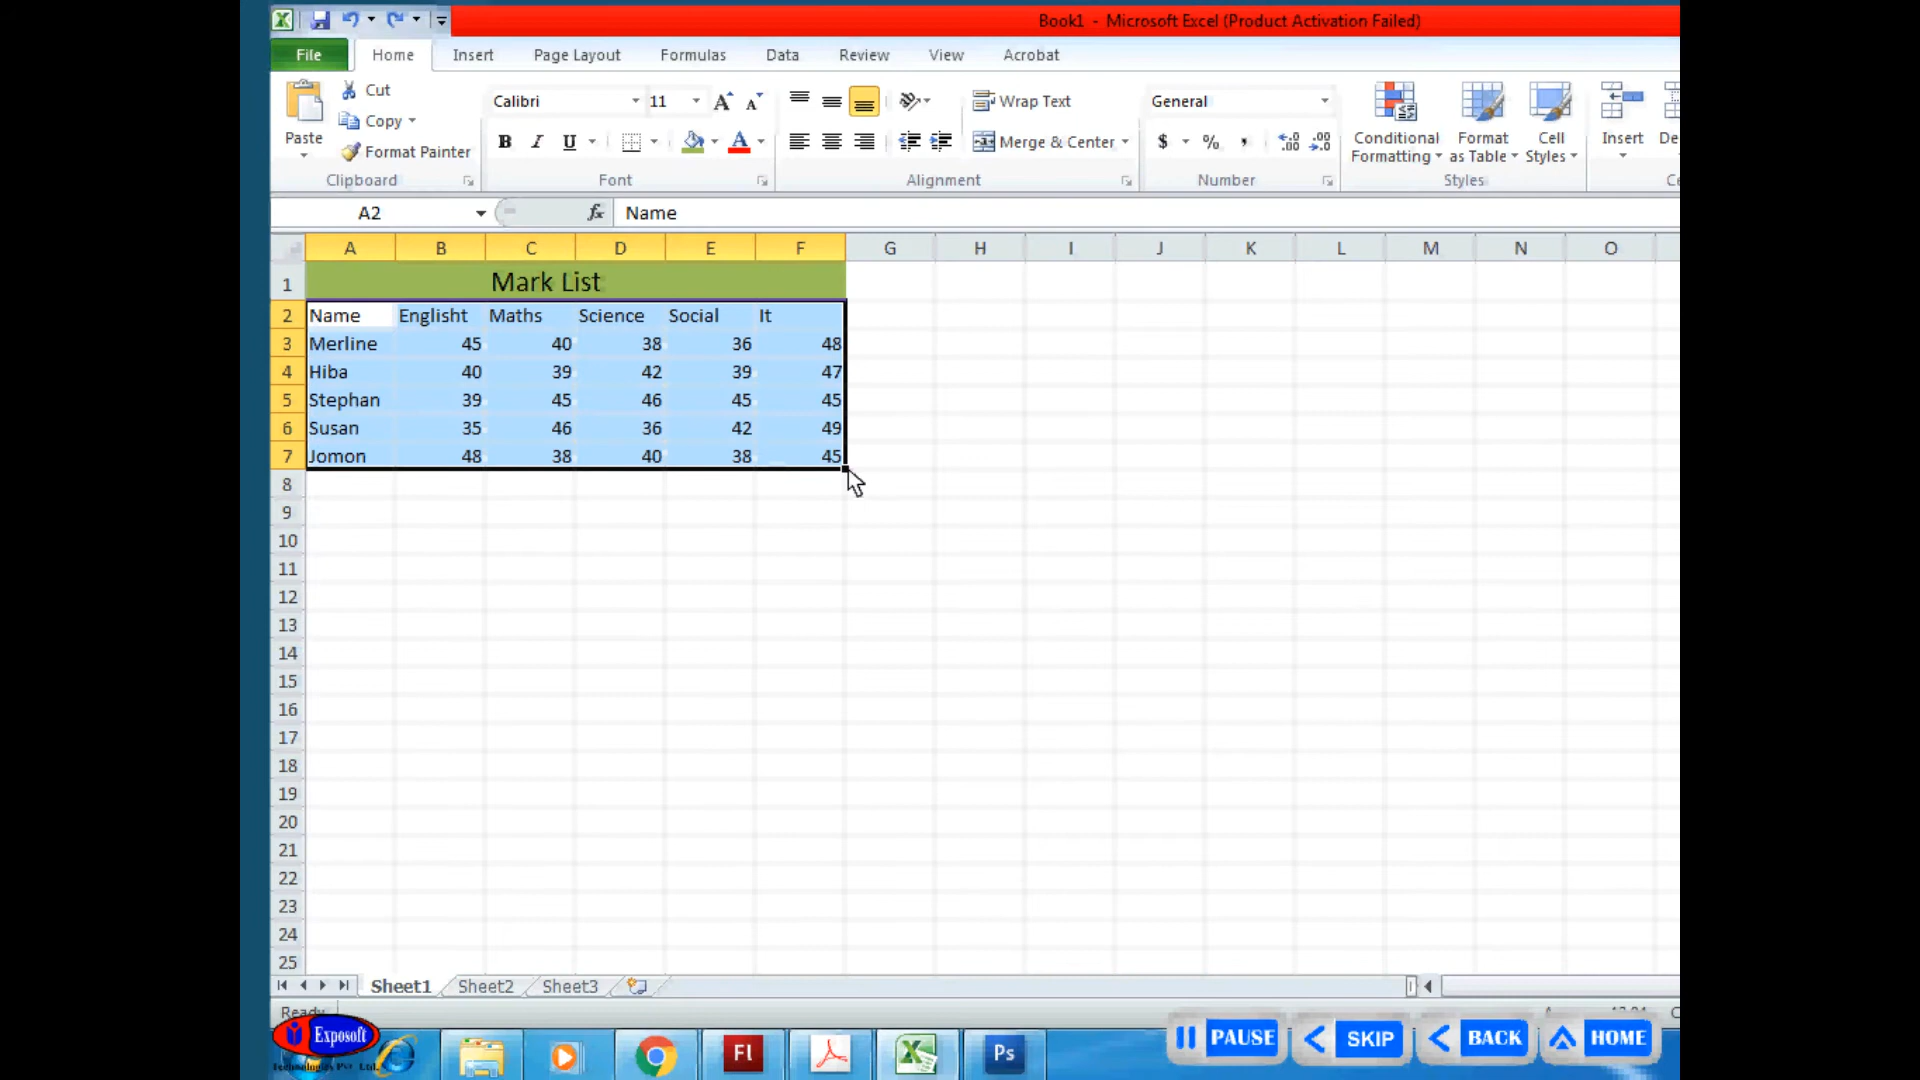 Book1 - Microsoft Excel (Product Activation Failed)
File Home Insert Page Layout Formulas Data Review View Acrobat
Cut
Calibri 11 Wrap Text General
Copy
Paste Format Painter B I U Merge & Center $ % , Conditional Formatting Format as Table Cell Styles Insert
Clipboard Font Alignment Number Styles
A2 fx Name
A B C D E F G H I J K L M N O
1 Mark List
2 Name Englisht Maths Science Social It
3 Merline 45 40 38 36 48
4 Hiba 40 39 42 39 47
5 Stephan 39 45 46 45 45
6 Susan 35 46 36 42 49
7 Jomon 48 38 40 38 45
8
9
10
11
12
13
14
15
16
17
18
19
20
21
22
23
24
25
Sheet1 Sheet2 Sheet3
Ready
Exposoft
Technologies Pvt. Ltd.
Fl Ps
PAUSE SKIP BACK HOME